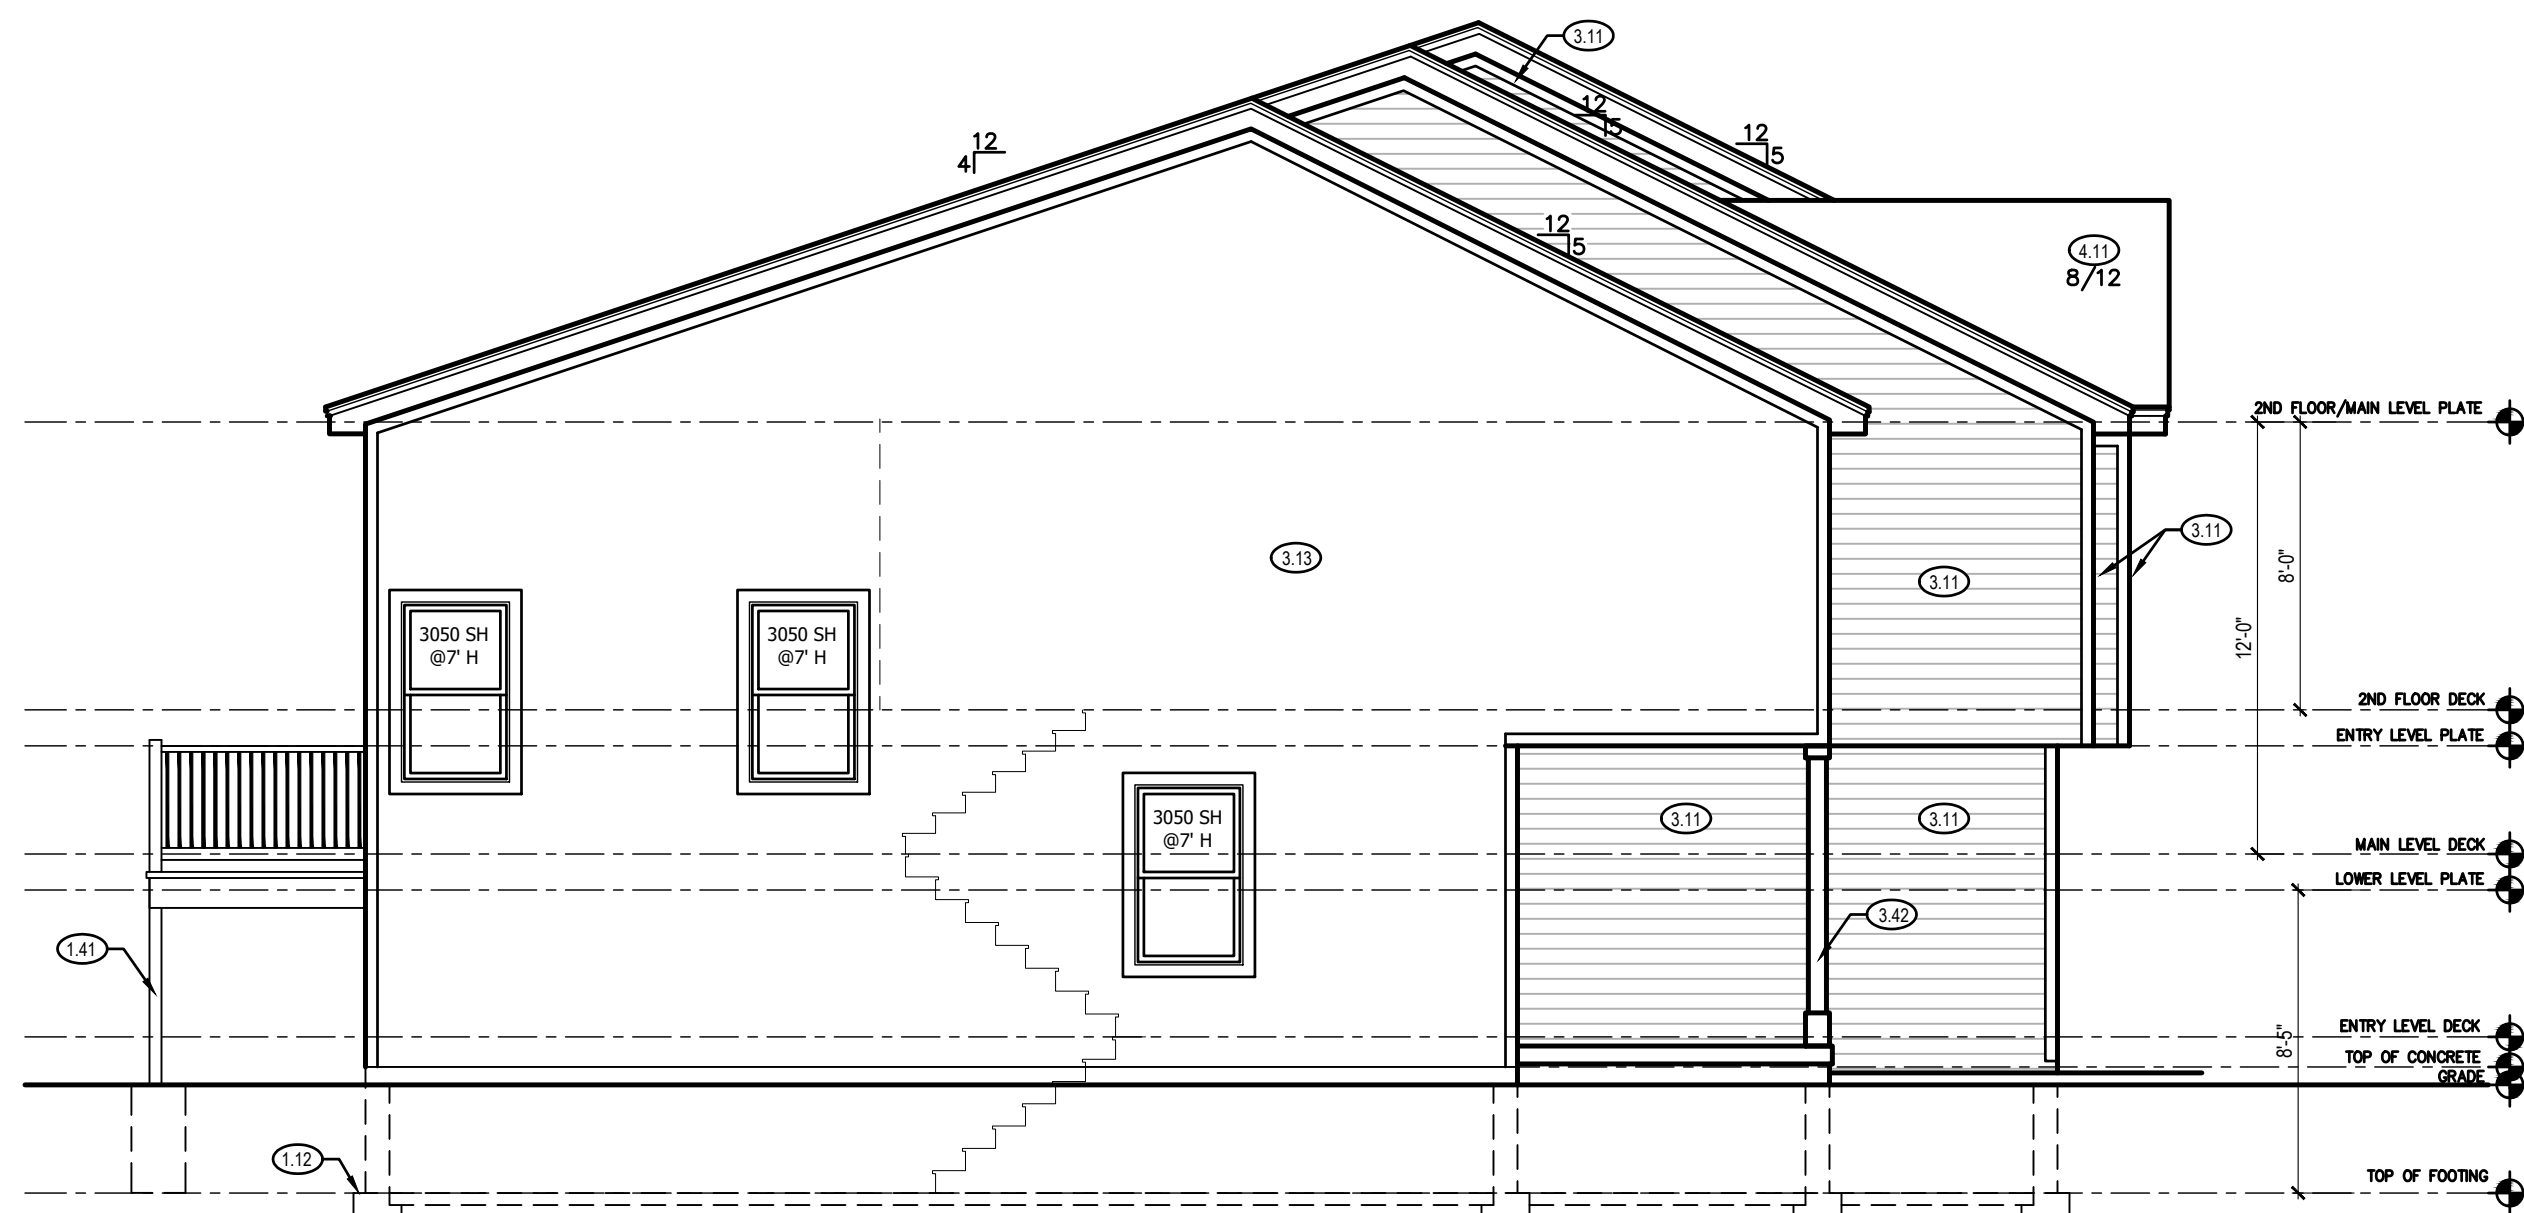 3.11
12
5
12
5
12
4
12
5
4.11
8/12
2ND FLOOR/MAIN LEVEL PLATE
3.11
3.13
8'-0"
3.11
12'-0"
3050 SH
@7' H
3050 SH
@7' H
2ND FLOOR DECK
ENTRY LEVEL PLATE
3050 SH
@7' H
3.11
3.11
MAIN LEVEL DECK
LOWER LEVEL PLATE
3.42
1.41
ENTRY LEVEL DECK
8'-5"
TOP OF CONCRETE
GRADE
1.12
TOP OF FOOTING